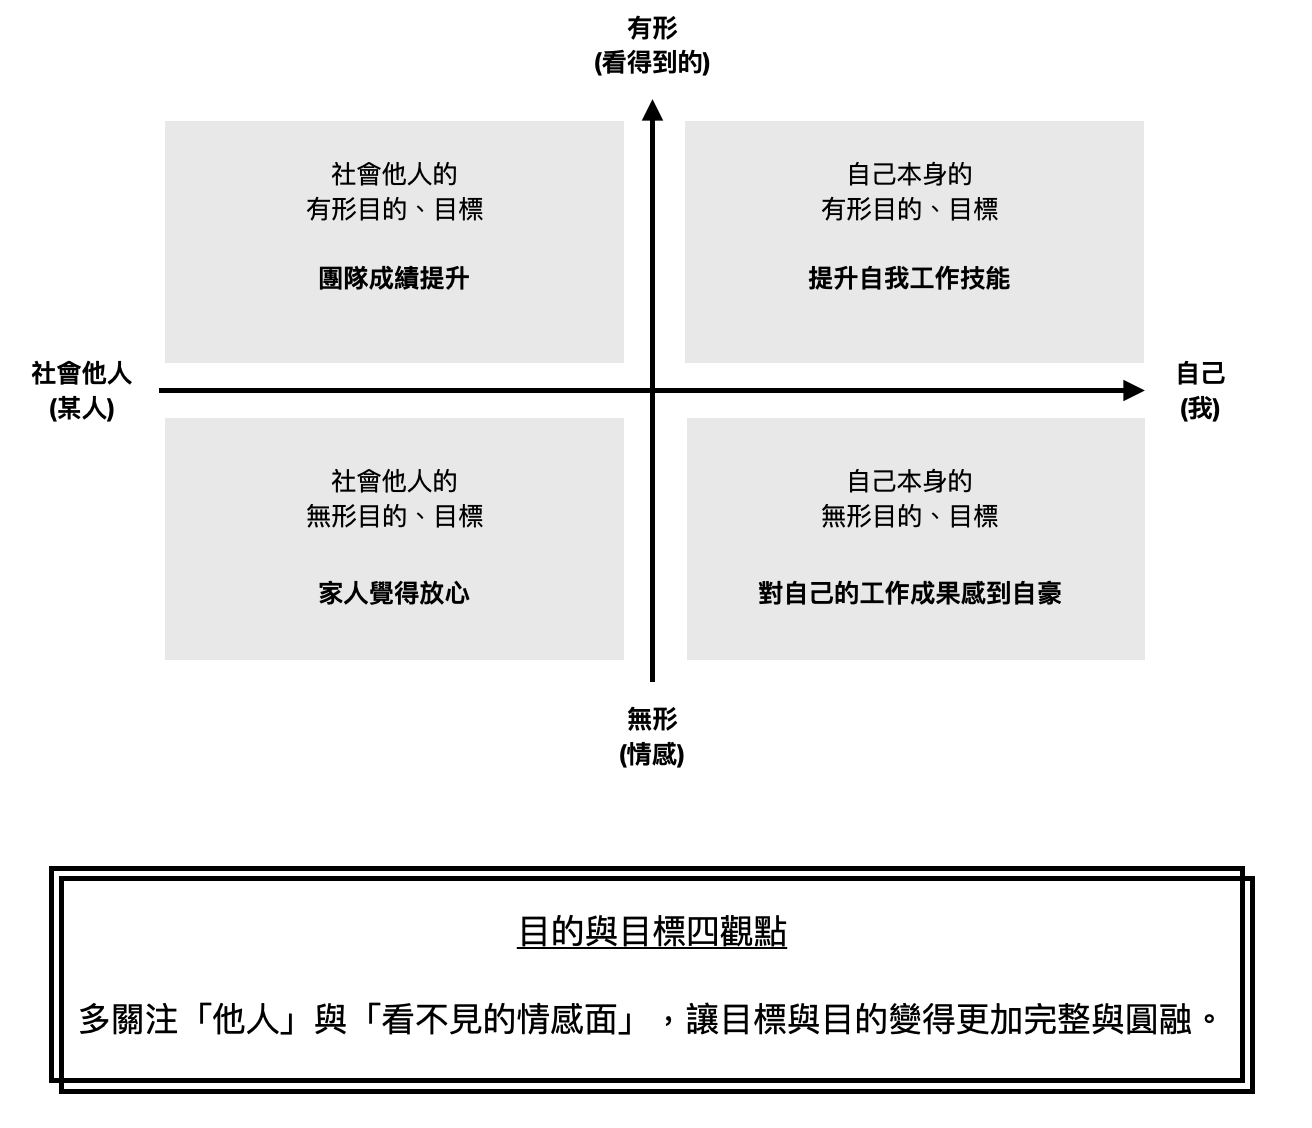 有形
(看得到的)
社會他人的
有形目的、目標
團隊成績提升
自己本身的
有形目的、目標
提升自我工作技能
社會他人
(某人)
自己
(我)
社會他人的
無形目的、目標
家人覺得放心
自己本身的
無形目的、目標
對自己的工作成果感到自豪
無形
(情感)
目的與目標四觀點
多關注「他人」與「看不見的情感面」，讓目標與目的變得更加完整與圓融。